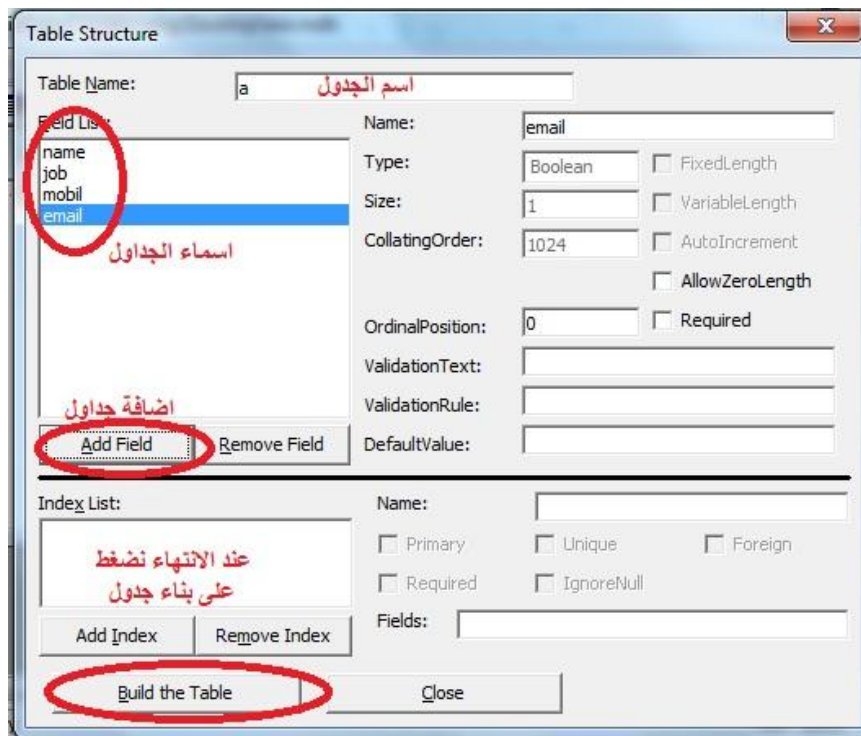 Table Structure
Table Name: a اسم الجدول
Field List:
name
job
mobil
email
اسماء الجداول
اضافة جداول
Add Field Remove Field
Name: email
Type: Boolean FixedLength
Size: 1 VariableLength
CollatingOrder: 1024 AutoIncrement
AllowZeroLength
OrdinalPosition: 0 Required
ValidationText:
ValidationRule:
DefaultValue:
Index List:
عند الانتهاء نضغط
على بناء جدول
Add Index Remove Index
Name:
Primary Unique Foreign
Required IgnoreNull
Fields:
Build the Table Close